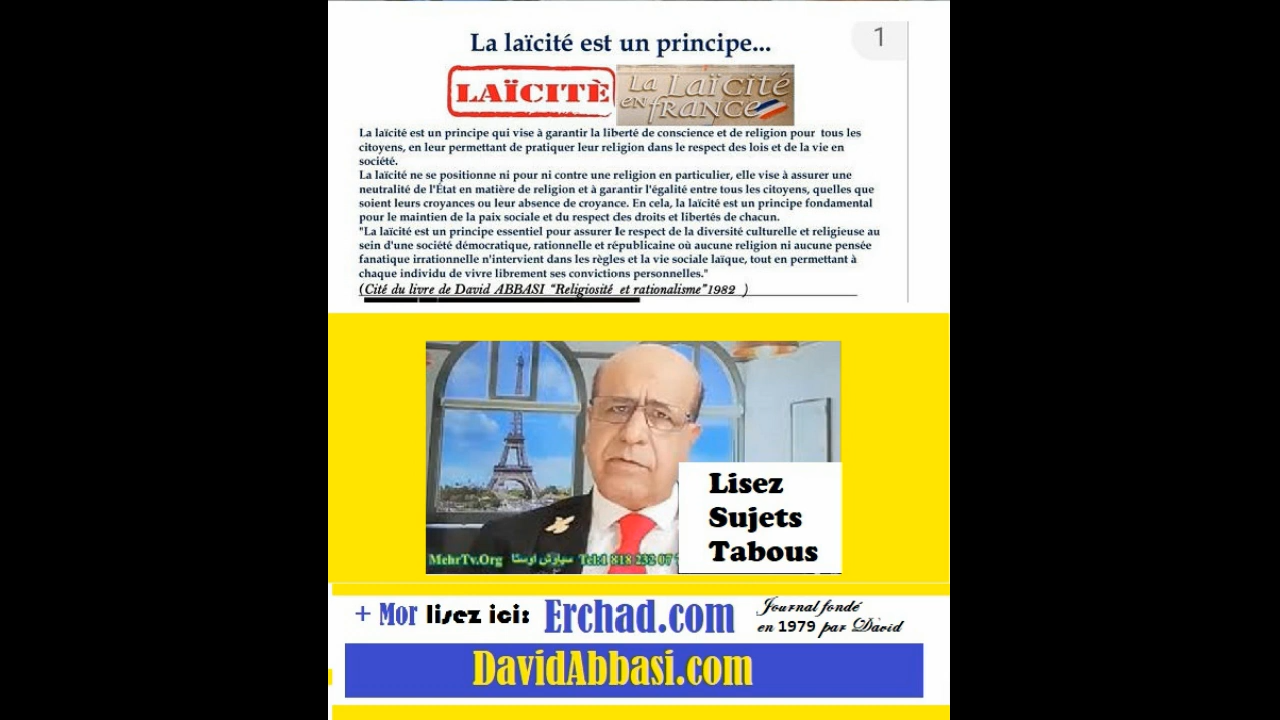 La laïcité est un principe...
1
LAÏCITÈ
La Laïcité
en France
La laïcité est un principe qui vise à garantir la liberté de conscience et de religion pour tous les
citoyens, en leur permettant de pratiquer leur religion dans le respect des lois et de la vie en
société.
La laïcité ne se positionne ni pour ni contre une religion en particulier, elle vise à assurer une
neutralité de l'État en matière de religion et à garantir l'égalité entre tous les citoyens, quelles que
soient leurs croyances ou leur absence de croyance. En cela, la laïcité est un principe fondamental
pour le maintien de la paix sociale et du respect des droits et libertés de chacun.
"La laïcité est un principe essentiel pour assurer le respect de la diversité culturelle et religieuse au
sein d'une société démocratique, rationnelle et républicaine où aucune religion ni aucune pensée
fanatique irrationnelle n'intervient dans les règles et la vie sociale laïque, tout en permettant à
chaque individu de vivre librement ses convictions personnelles."
(Cité du livre de David ABBASI "Religiosité et rationalisme"1982 )
Lisez
Sujets
Tabous
MehrTv.Org سیاوش اوستا Tel:1 818 232 07
+ Mor lisez ici: Erchad.com
Journal fondé
en 1979 par David
DavidAbbasi.com